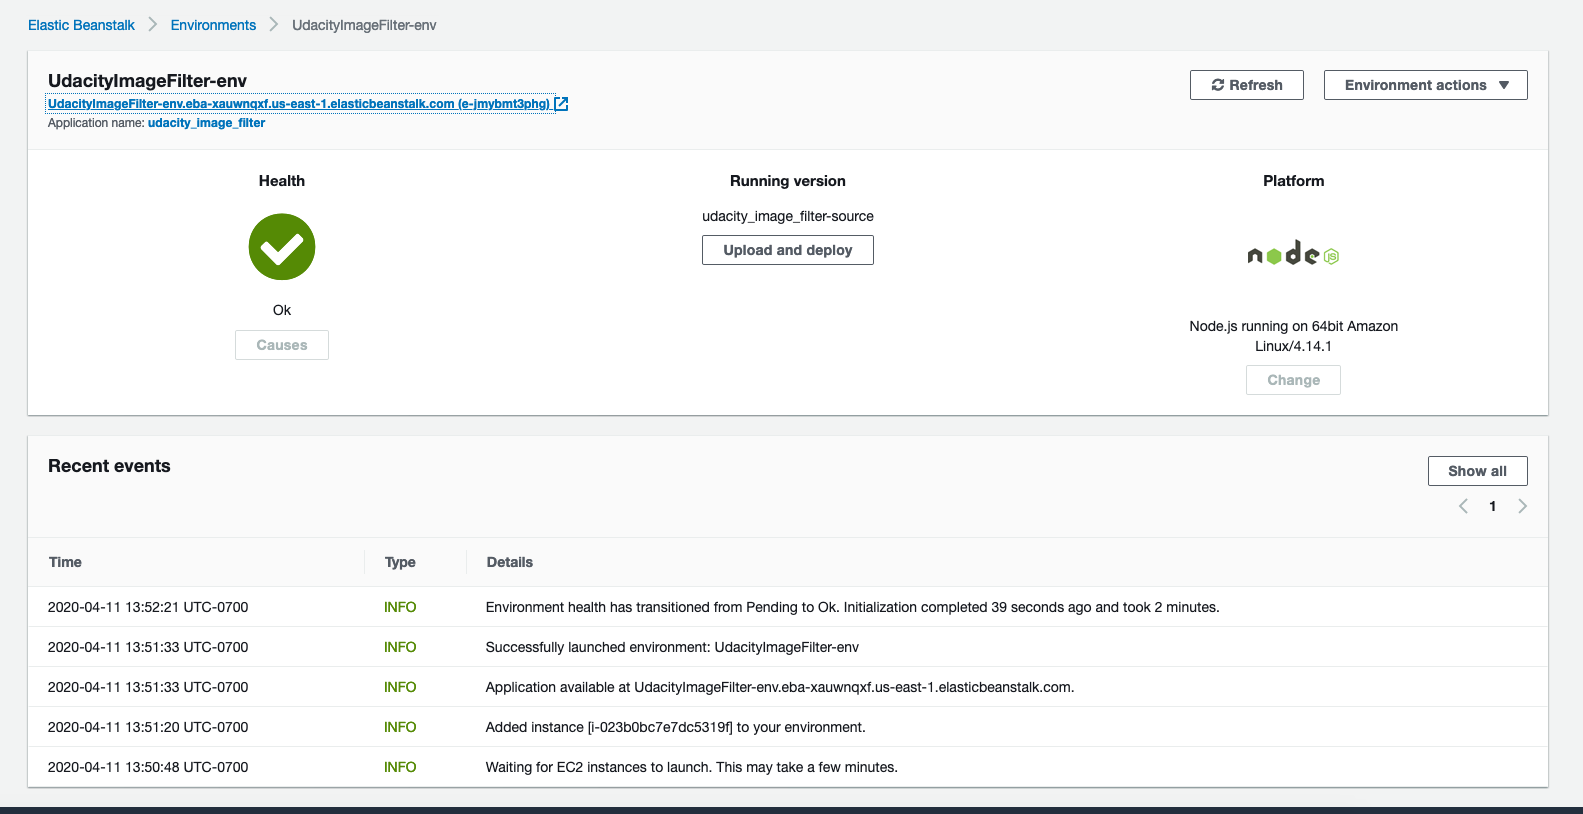 Elastic Beanstalk > Environments > UdacityImageFilter-env
UdacityImageFilter-env
UdacityImageFilter-env.eba-xauwnqxf.us-east-1.elasticbeanstalk.com (e-jmybmt3phg)
Application name: udacity_image_filter
Refresh
Environment actions
Health
Ok
Causes
Running version
udacity_image_filter-source
Upload and deploy
Platform
node JS
Node.js running on 64bit Amazon
Linux/4.14.1
Change
Recent events
Show all
1
Time Type Details
2020-04-11 13:52:21 UTC-0700 INFO Environment health has transitioned from Pending to Ok. Initialization completed 39 seconds ago and took 2 minutes.
2020-04-11 13:51:33 UTC-0700 INFO Successfully launched environment: UdacityImageFilter-env
2020-04-11 13:51:33 UTC-0700 INFO Application available at UdacityImageFilter-env.eba-xauwnqxf.us-east-1.elasticbeanstalk.com.
2020-04-11 13:51:20 UTC-0700 INFO Added instance [i-023b0bc7e7dc5319f] to your environment.
2020-04-11 13:50:48 UTC-0700 INFO Waiting for EC2 instances to launch. This may take a few minutes.